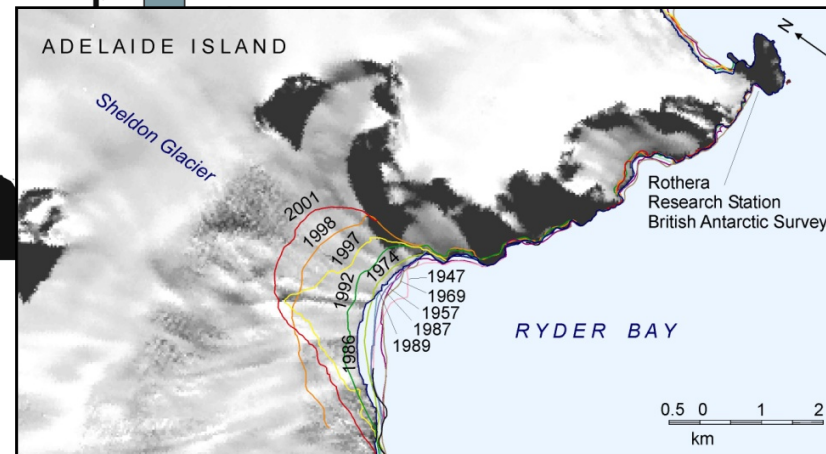 ADELAIDE ISLAND
N
Sheldon Glacier
Rothera
Research Station
British Antarctic Survey
2001
1998
1997
1992
1974
1986
1947
1969
1957
1987
1989
RYDER BAY
0.5 0 1 2
km